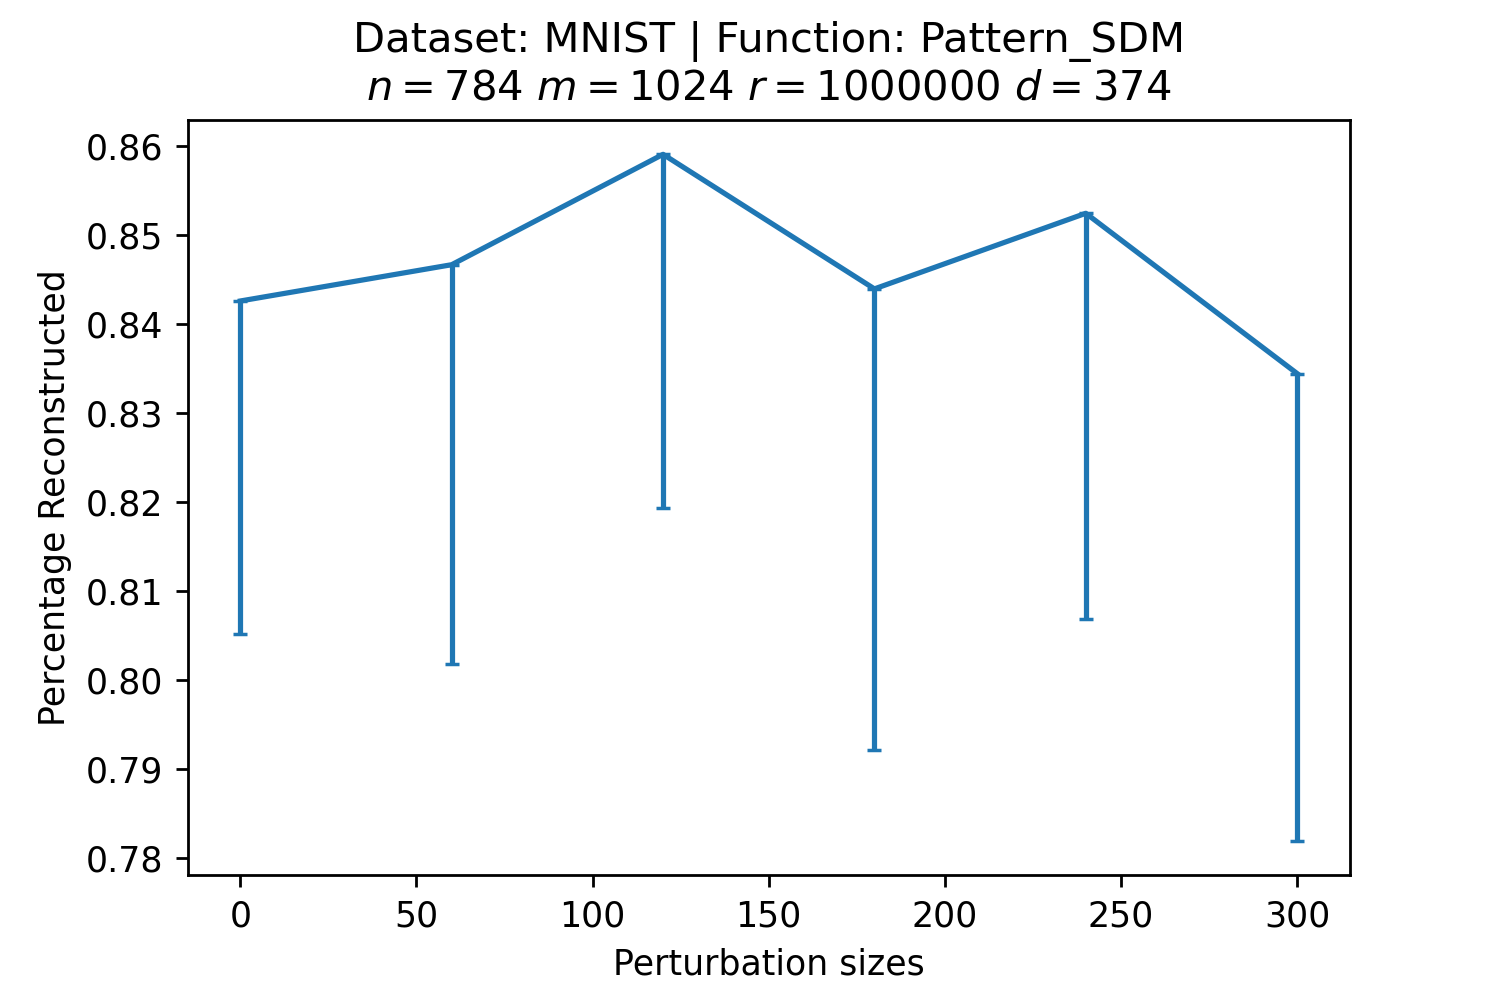 Dataset: MNIST | Function: Pattern_SDM
n = 784 m = 1024 r = 1000000 d = 374
0.86
0.85
0.84
0.83
0.82
0.81
0.80
0.79
0.78
Percentage Reconstructed
0 50 100 150 200 250 300
Perturbation sizes